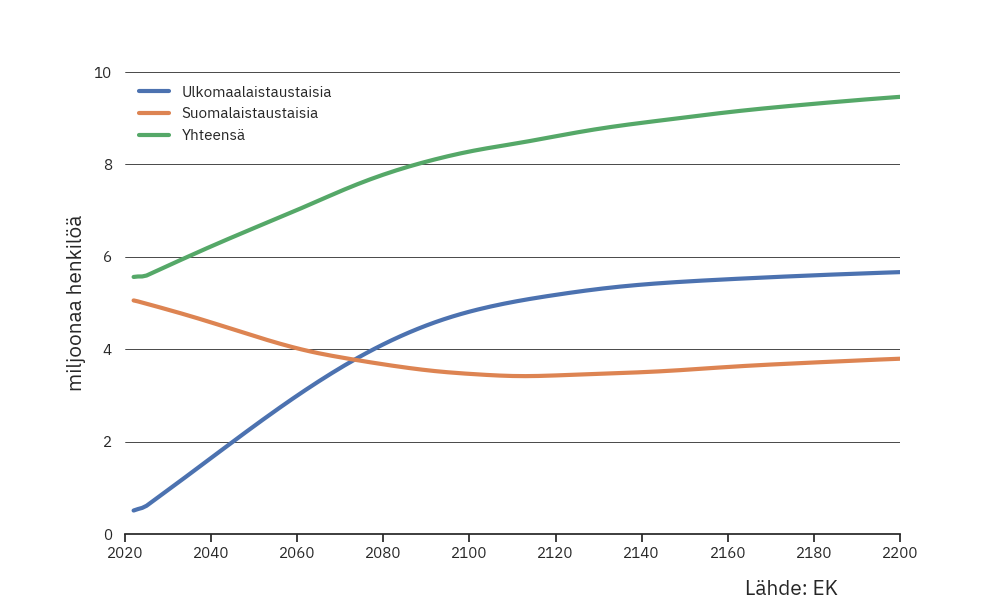 10
Ulkomaalaistaustaisia
Suomalaistaustaisia
Yhteensä
8
6
4
2
0
miljoonaa henkilöä
2020 2040 2060 2080 2100 2120 2140 2160 2180 2200
Lähde: EK